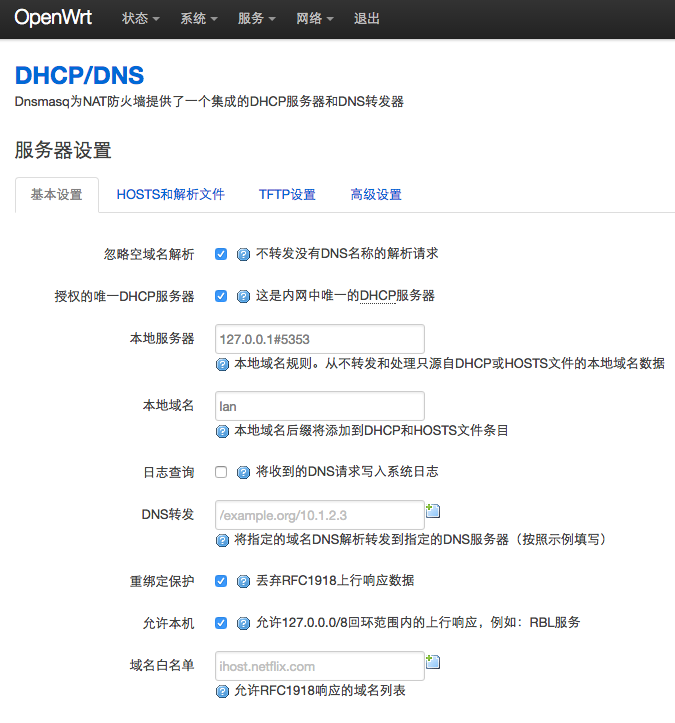 OpenWrt 状态 系统 服务 网络 退出
DHCP/DNS
Dnsmasq为NAT防火墙提供了一个集成的DHCP服务器和DNS转发器
服务器设置
基本设置 HOSTS和解析文件 TFTP设置 高级设置
忽略空域名解析 不转发没有DNS名称的解析请求
授权的唯一DHCP服务器 这是内网中唯一的DHCP服务器
本地服务器 127.0.0.1#5353
本地域名规则。从不转发和处理只源自DHCP或HOSTS文件的本地域名数据
本地域名 lan
本地域名后缀将添加到DHCP和HOSTS文件条目
日志查询 将收到的DNS请求写入系统日志
DNS转发 /example.org/10.1.2.3
将指定的域名DNS解析转发到指定的DNS服务器（按照示例填写）
重绑定保护 丢弃RFC1918上行响应数据
允许本机 允许127.0.0.0/8回环范围内的上行响应，例如：RBL服务
域名白名单 ihost.netflix.com
允许RFC1918响应的域名列表